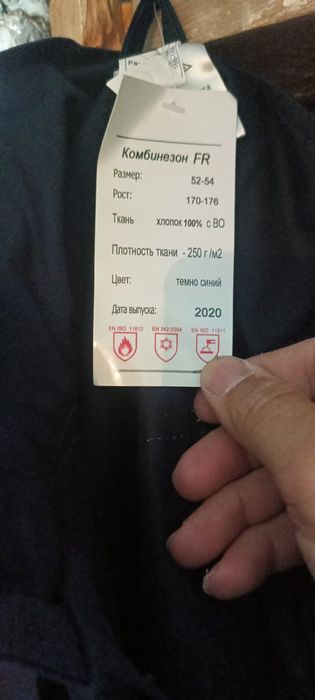 Комбинезон FR
Размер: 52-54
Рост: 170-176
Ткань хлопок 100% с ВО
Плотность ткани - 250 г/м2
Цвет: темно синий
Дата выпуска: 2020
EN ISO 11612 EN 342:2004 EN ISO 11611